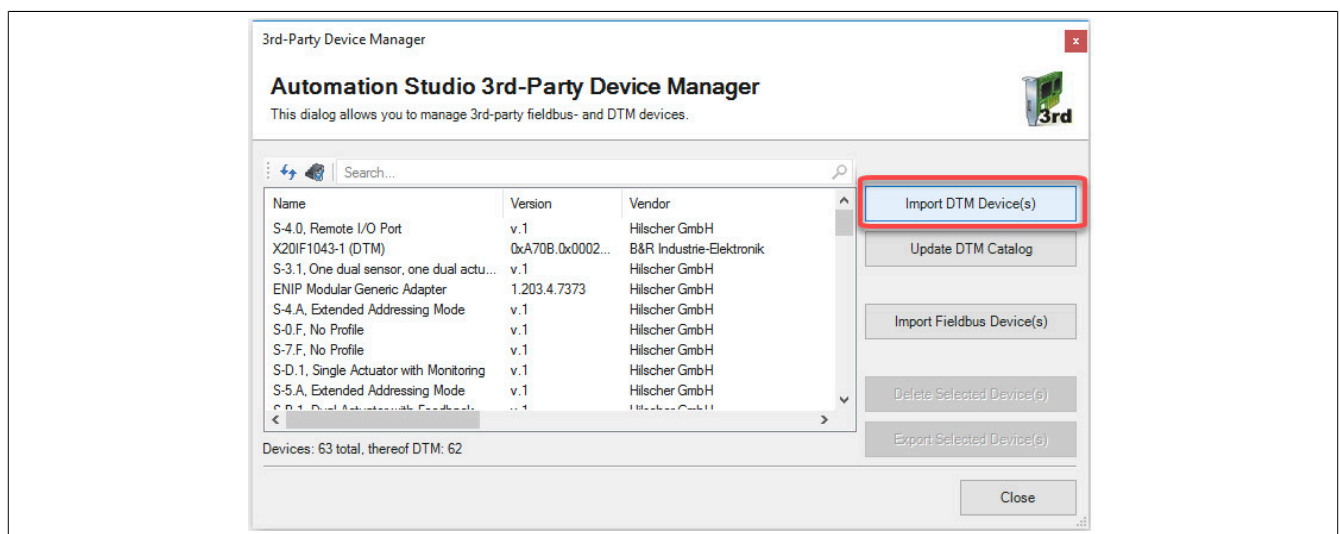 3rd-Party Device Manager
x
Automation Studio 3rd-Party Device Manager
This dialog allows you to manage 3rd-party fieldbus- and DTM devices.
3rd
Search...
Name Version Vendor
S-4.0, Remote I/O Port v.1 Hilscher GmbH
X20IF1043-1 (DTM) 0xA70B.0x0002... B&R Industrie-Elektronik
S-3.1, One dual sensor, one dual actu... v.1 Hilscher GmbH
ENIP Modular Generic Adapter 1.203.4.7373 Hilscher GmbH
S-4.A, Extended Addressing Mode v.1 Hilscher GmbH
S-0.F, No Profile v.1 Hilscher GmbH
S-7.F, No Profile v.1 Hilscher GmbH
S-D.1, Single Actuator with Monitoring v.1 Hilscher GmbH
S-5.A, Extended Addressing Mode v.1 Hilscher GmbH
Devices: 63 total, thereof DTM: 62
Import DTM Device(s)
Update DTM Catalog
Import Fieldbus Device(s)
Delete Selected Device(s)
Export Selected Device(s)
Close